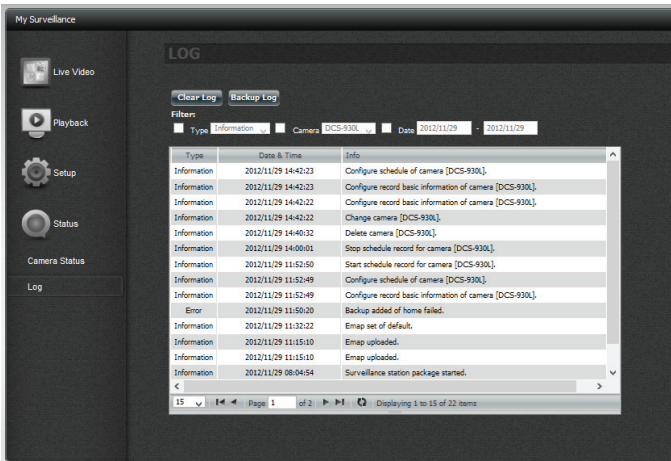 My Surveillance
LOG
Live Video
Playback
Setup
Status
Camera Status
Log
Clear Log Backup Log
Filter:
Type Information Camera DCS-930L Date 2012/11/29 - 2012/11/29
Type Date & Time Info
Information 2012/11/29 14:42:23 Configure schedule of camera [DCS-930L].
Information 2012/11/29 14:42:23 Configure record basic information of camera [DCS-930L].
Information 2012/11/29 14:42:22 Configure record basic information of camera [DCS-930L].
Information 2012/11/29 14:42:22 Change camera [DCS-930L].
Information 2012/11/29 14:40:32 Delete camera [DCS-930L].
Information 2012/11/29 14:00:01 Stop schedule record for camera [DCS-930L].
Information 2012/11/29 11:52:50 Start schedule record for camera [DCS-930L].
Information 2012/11/29 11:52:49 Configure schedule of camera [DCS-930L].
Information 2012/11/29 11:52:49 Configure record basic information of camera [DCS-930L].
Error 2012/11/29 11:50:20 Backup added of home failed.
Information 2012/11/29 11:32:22 Emap set of default.
Information 2012/11/29 11:15:10 Emap uploaded.
Information 2012/11/29 11:15:10 Emap uploaded.
Information 2012/11/29 08:04:54 Surveillance station package started.
15 Page 1 of 2 Displaying 1 to 15 of 22 items